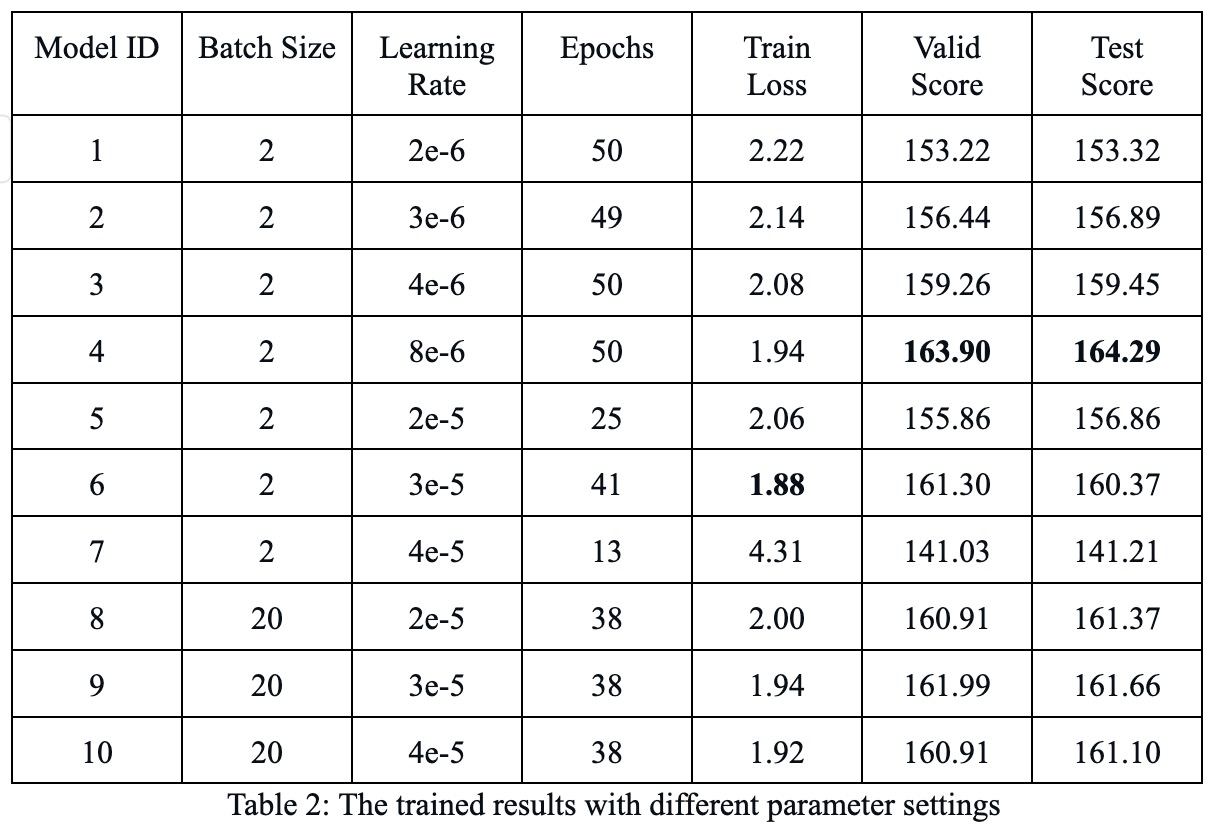 Model ID Batch Size Learning Rate Epochs Train Loss Valid Score Test Score
1 2 2e-6 50 2.22 153.22 153.32
2 2 3e-6 49 2.14 156.44 156.89
3 2 4e-6 50 2.08 159.26 159.45
4 2 8e-6 50 1.94 163.90 164.29
5 2 2e-5 25 2.06 155.86 156.86
6 2 3e-5 41 1.88 161.30 160.37
7 2 4e-5 13 4.31 141.03 141.21
8 20 2e-5 38 2.00 160.91 161.37
9 20 3e-5 38 1.94 161.99 161.66
10 20 4e-5 38 1.92 160.91 161.10
Table 2: The trained results with different parameter settings